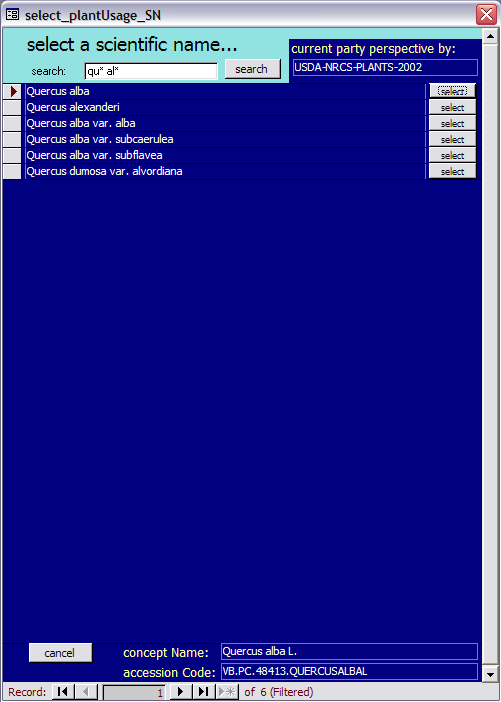 select_plantUsage_SN
select a scientific name...
current party perspective by:
search: qu* al* search
USDA-NRCS-PLANTS-2002
Quercus alba select
Quercus alexanderi select
Quercus alba var. alba select
Quercus alba var. subcaerulea select
Quercus alba var. subflavea select
Quercus dumosa var. alvordiana select
cancel concept Name: Quercus alba L.
accession Code: VB.PC.48413.QUERCUSALBAL
Record: 1 of 6 (Filtered)